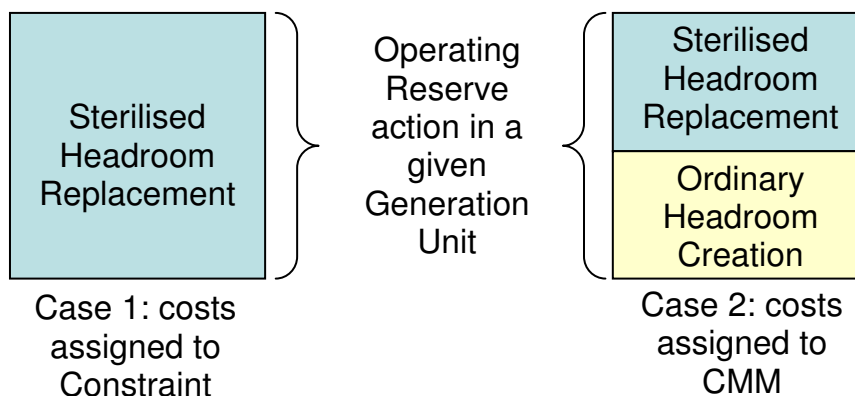 Sterilised
Headroom
Replacement
Case 1: costs
assigned to
Constraint
Operating
Reserve
action in a
given
Generation
Unit
Sterilised
Headroom
Replacement
Ordinary
Headroom
Creation
Case 2: costs
assigned to
CMM